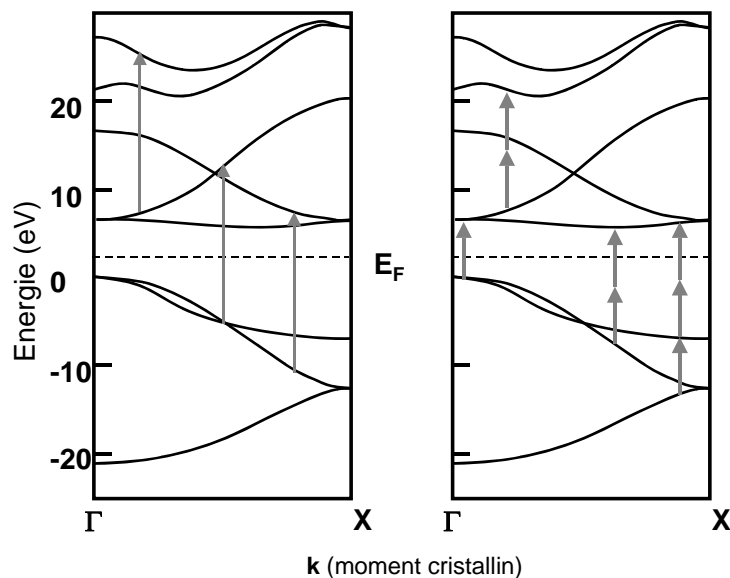 Energie (eV)
20
10
0
-10
-20
E_F
Γ X Γ X
k (moment cristallin)